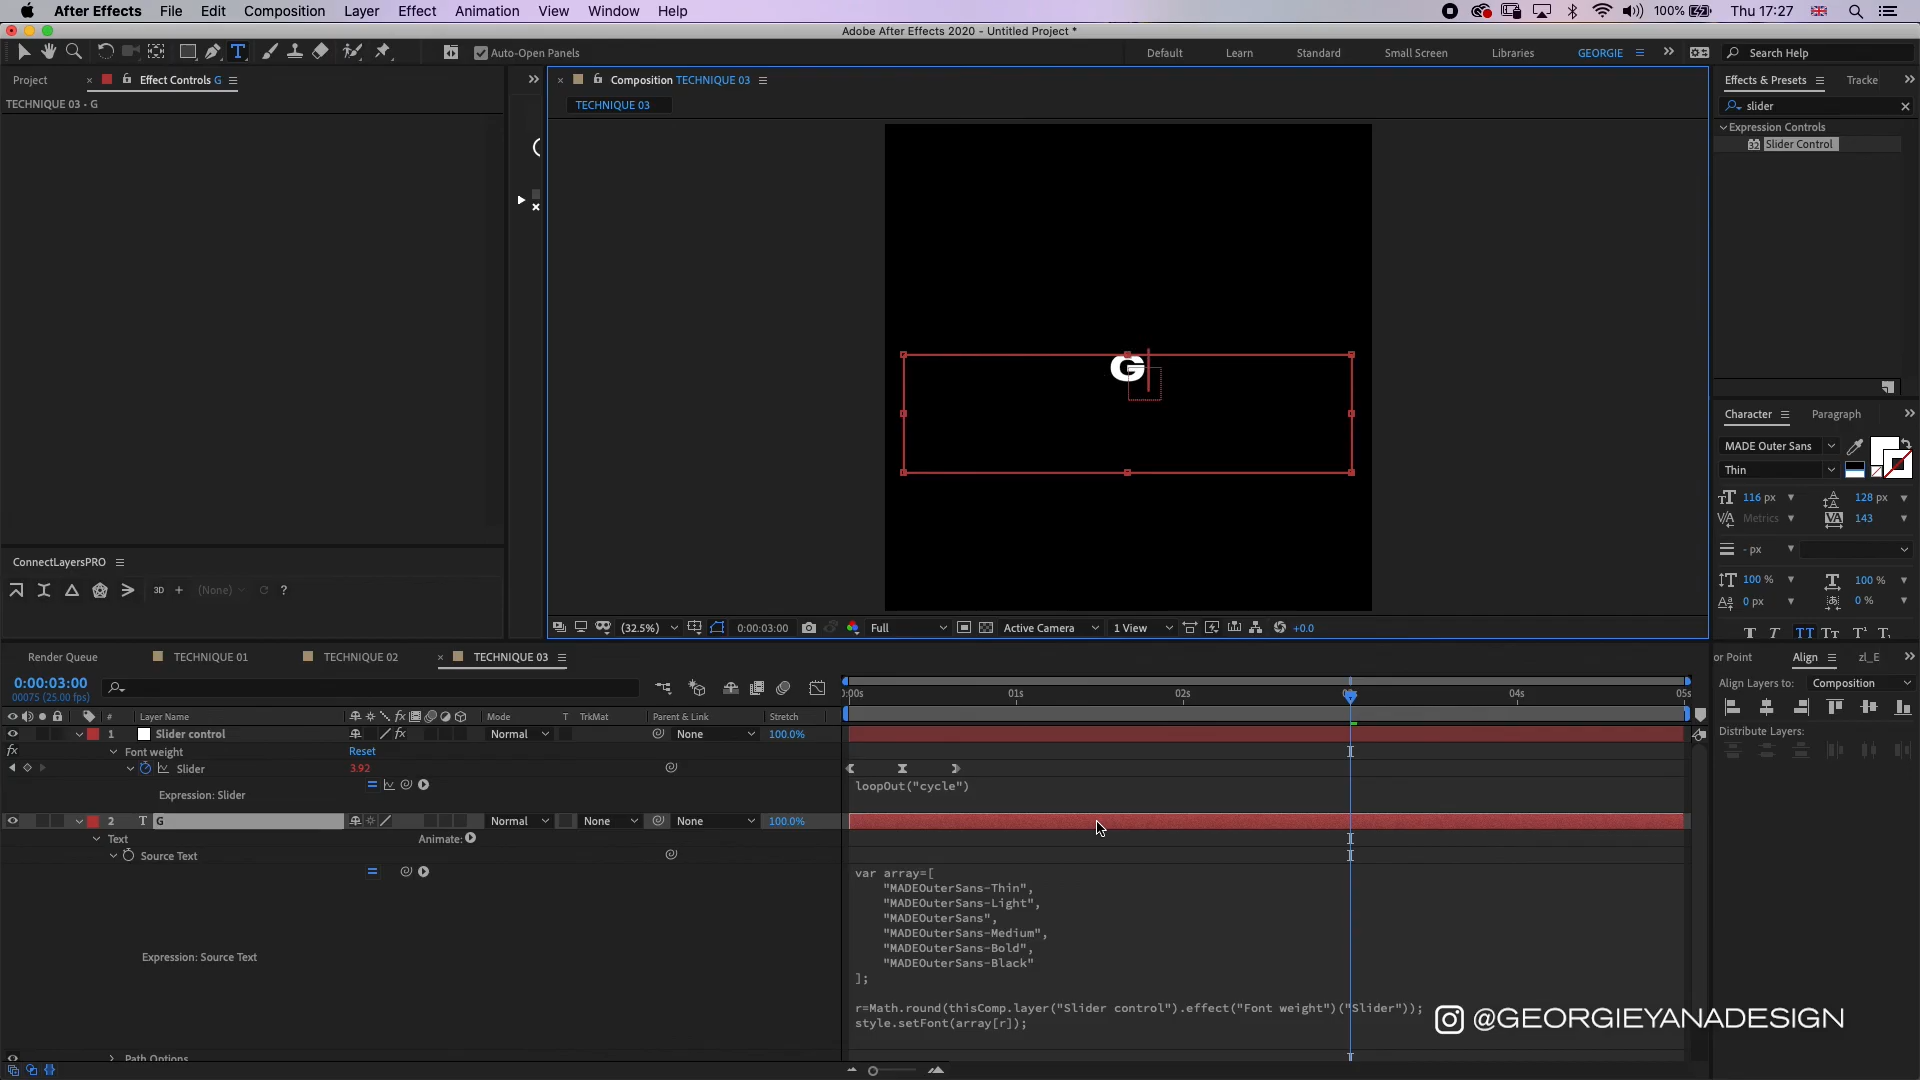 After Effects File Edit Composition Layer Effect Animation View Window Help 100% Thu 17:27
Adobe After Effects 2020 - Untitled Project *
Auto-Open Panels Default Learn Standard Small Screen Libraries GEORGIE Search Help
Project Effect Controls G Composition TECHNIQUE 03 Effects & Presets Tracke
TECHNIQUE 03 • G TECHNIQUE 03 slider
Expression Controls
32 Slider Control
G
Character Paragraph
MADE Outer Sans
Thin
116 px 128 px
Metrics 143
- px
100 % 100 %
0 px 0 %
ConnectLayersPRO
3D + (None) ?
(32.5%) 0:00:03:00 Full Active Camera 1 View +0.0
Render Queue TECHNIQUE 01 TECHNIQUE 02 TECHNIQUE 03 or Point Align zl_E
0:00:03:00
00075 (25.00 fps)
01s 02s 04s 05s
Align Layers to: Composition
Distribute Layers:
# Layer Name Mode T TrkMat Parent & Link Stretch
1 Slider control Normal None 100.0%
Font weight Reset
Slider 3.92
Expression: Slider loopOut("cycle")
2 T G Normal None None 100.0%
Text Animate:
Source Text
var array=[
"MADEOuterSans-Thin",
"MADEOuterSans-Light",
"MADEOuterSans",
"MADEOuterSans-Medium",
"MADEOuterSans-Bold",
"MADEOuterSans-Black"
];
Expression: Source Text
r=Math.round(thisComp.layer("Slider control").effect("Font weight")("Slider"));
style.setFont(array[r]);
@GEORGIEYANADESIGN
Path Options